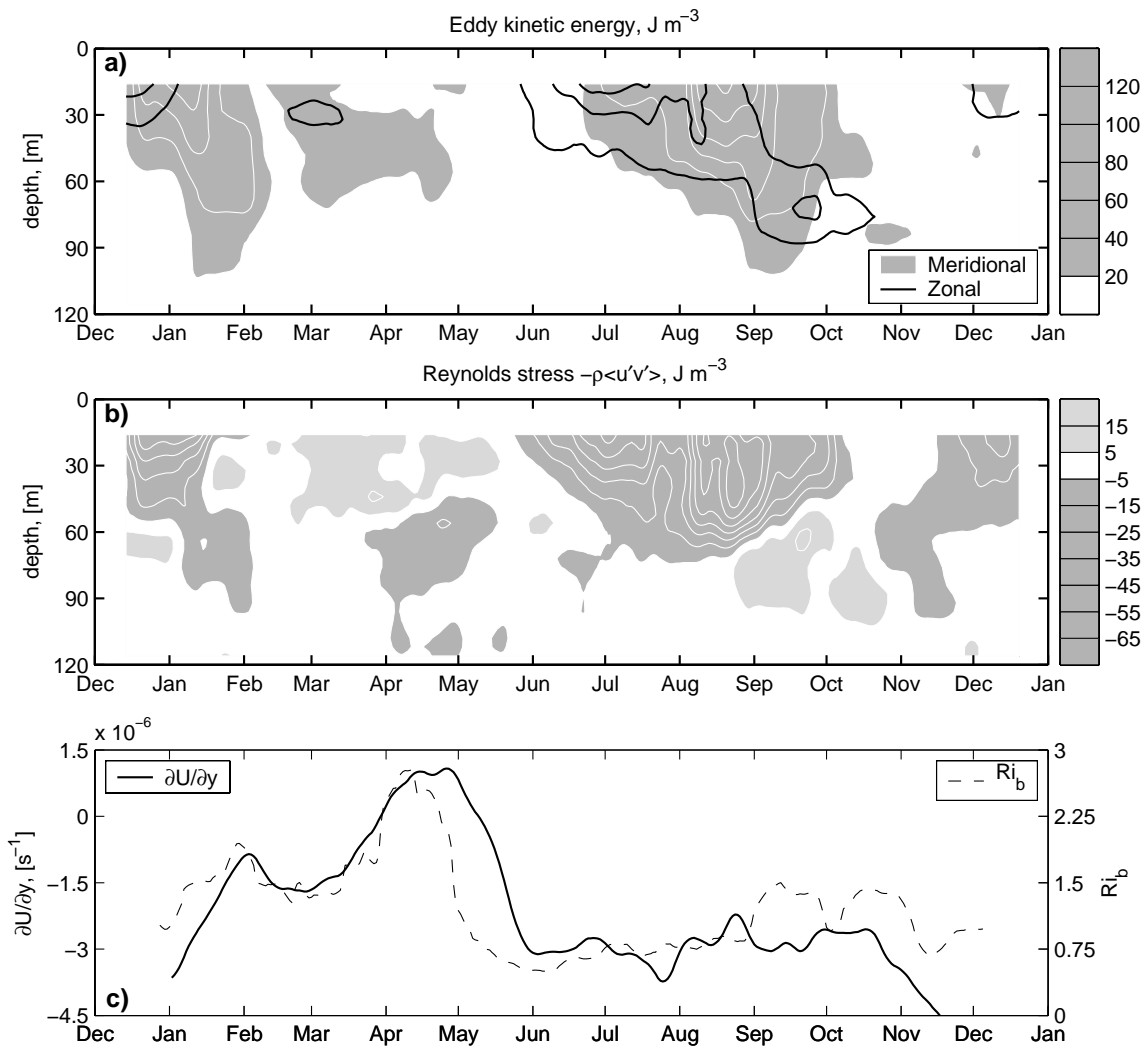 Eddy kinetic energy, J m−3
a)
0
30
60
90
120
depth, [m]
120
100
80
60
40
20
Meridional
Zonal
Dec Jan Feb Mar Apr May Jun Jul Aug Sep Oct Nov Dec Jan
Reynolds stress −ρ<u′v′>, J m−3
b)
0
30
60
90
120
depth, [m]
15
5
−5
−15
−25
−35
−45
−55
−65
Dec Jan Feb Mar Apr May Jun Jul Aug Sep Oct Nov Dec Jan
x 10−6
1.5
0
−1.5
−3
−4.5
∂U/∂y, [s−1]
∂U/∂y
Rib
3
2.25
1.5
0.75
0
Rib
c)
Dec Jan Feb Mar Apr May Jun Jul Aug Sep Oct Nov Dec Jan